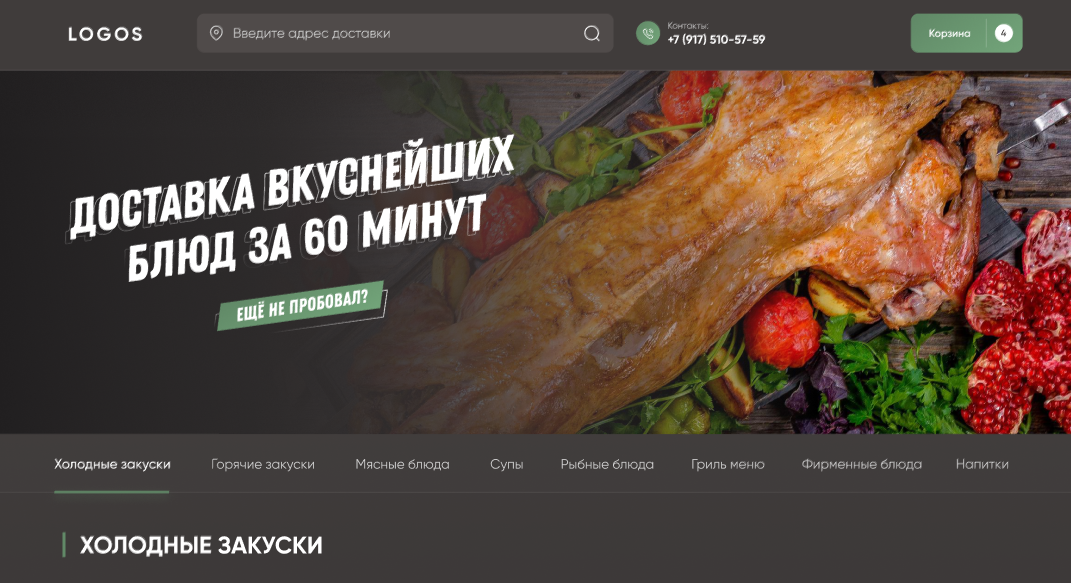 LOGOS
Введите адрес доставки
Контакты:
+7 (917) 510-57-59
Корзина
4
ДОСТАВКА ВКУСНЕЙШИХ
БЛЮД ЗА 60 МИНУТ
ЕЩЁ НЕ ПРОБОВАЛ?
Холодные закуски Горячие закуски Мясные блюда Супы Рыбные блюда Гриль меню Фирменные блюда Напитки
ХОЛОДНЫЕ ЗАКУСКИ